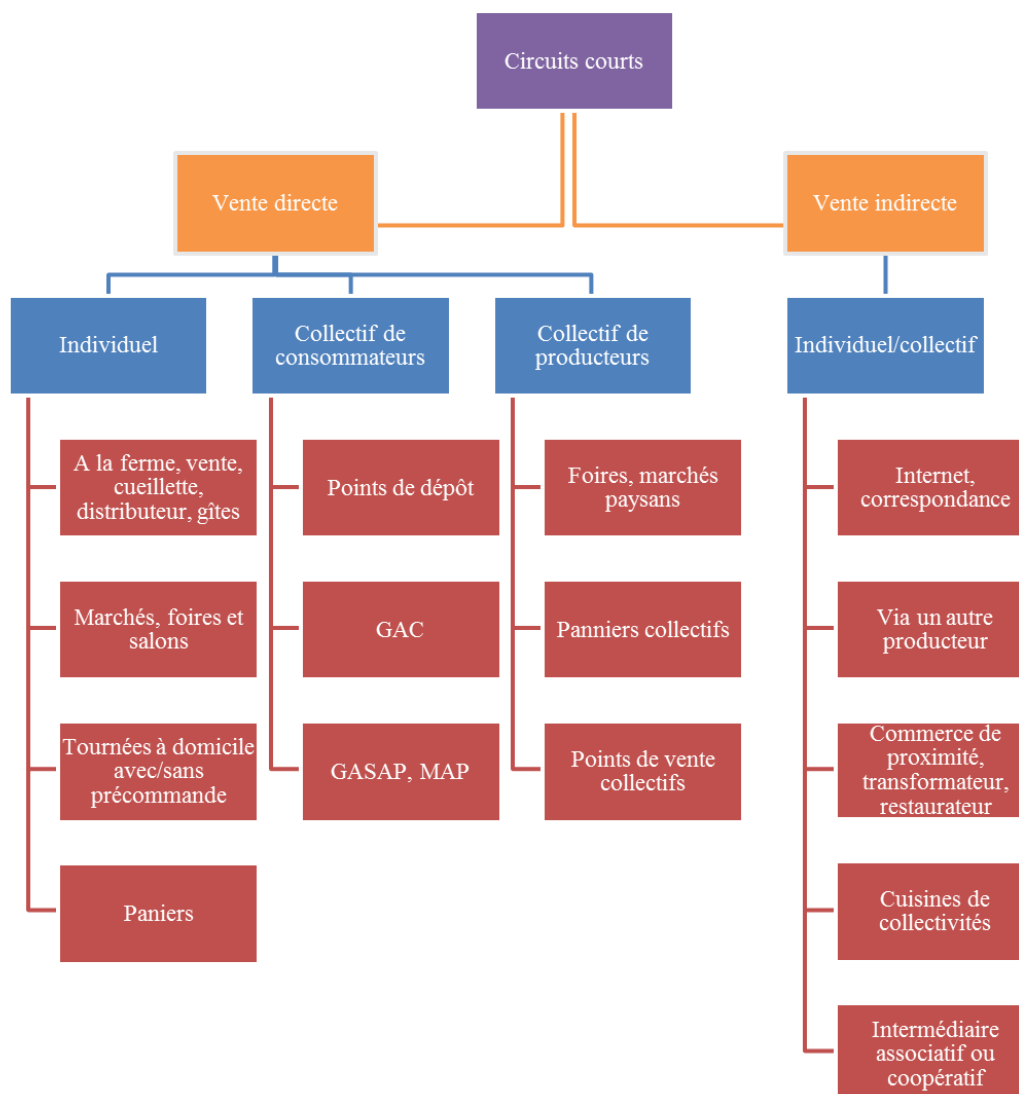 Circuits courts
Vente directe
Vente indirecte
Individuel
Collectif de
consommateurs
Collectif de
producteurs
Individuel/collectif
A la ferme, vente,
cueillette,
distributeur, gîtes
Points de dépôt
Foires, marchés
paysans
Internet,
correspondance
Marchés, foires et
salons
GAC
Panniers collectifs
Via un autre
producteur
Tournées à domicile
avec/sans
précommande
GASAP, MAP
Points de vente
collectifs
Commerce de
proximité,
transformateur,
restaurateur
Paniers
Cuisines de
collectivités
Intermédiaire
associatif ou
coopératif